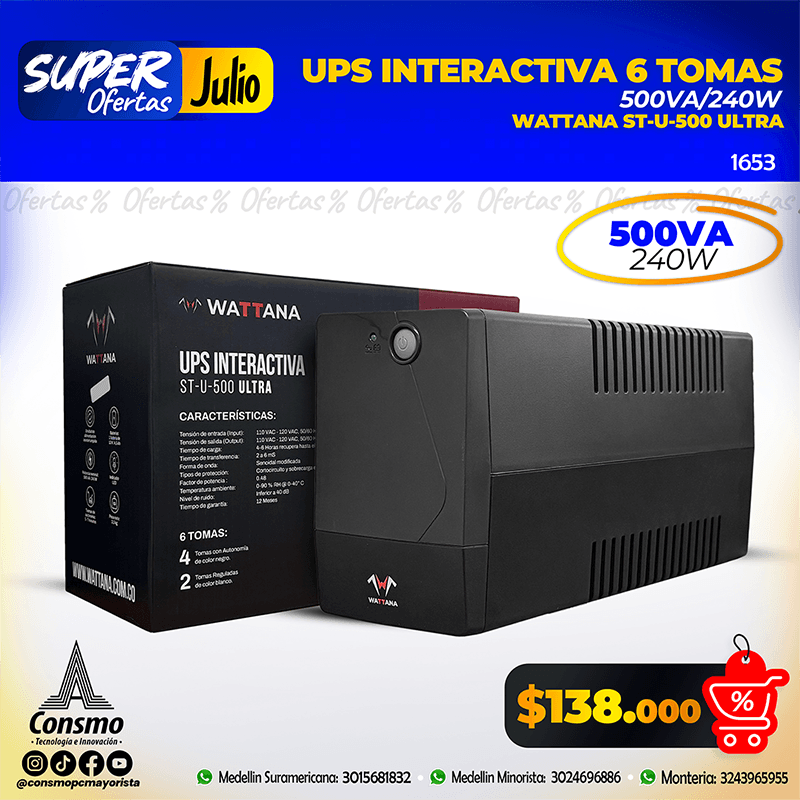 SUPER
Ofertas
Julio
UPS INTERACTIVA 6 TOMAS
500VA/240W
WATTANA ST-U-500 ULTRA
1653
Ofertas% Ofertas% Ofertas% Ofertas% Ofertas% Ofertas% Ofertas%
500VA
240W
WATTANA
WATTANA
UPS INTERACTIVA
ST-U-500 ULTRA
CARACTERÍSTICAS:
Tensión de entrada (Input): 110 VAC - 120 VAC, 50/60
Tensión de salida (Output): 110 VAC - 120 VAC, 50/60
Tiempo de carga: 4-6 Horas recupera hasta
Tiempo de transferencia: 2 a 6 mS
Forma de onda: Senoidal modificada
Tipos de protección: Cortocircuito y sobrecarga
Factor de potencia: 0.48
Temperatura ambiente: 0-90 % RH @ 0-40° C
Nivel de ruido: Inferior a 40 dB
Tiempo de garantía: 12 Meses
6 TOMAS:
4 Tomas con Autonomía
de color negro.
2 Tomas Reguladas
de color blanco.
WWW.WATTANA.COM.CO
WATTANA
$138.000
%
Consmo
• Tecnología e Innovación •
@consmopcmayorista
Medellin Suramericana: 3015681832 • Medellin Minorista: 3024696886 • Monteria: 3243965955